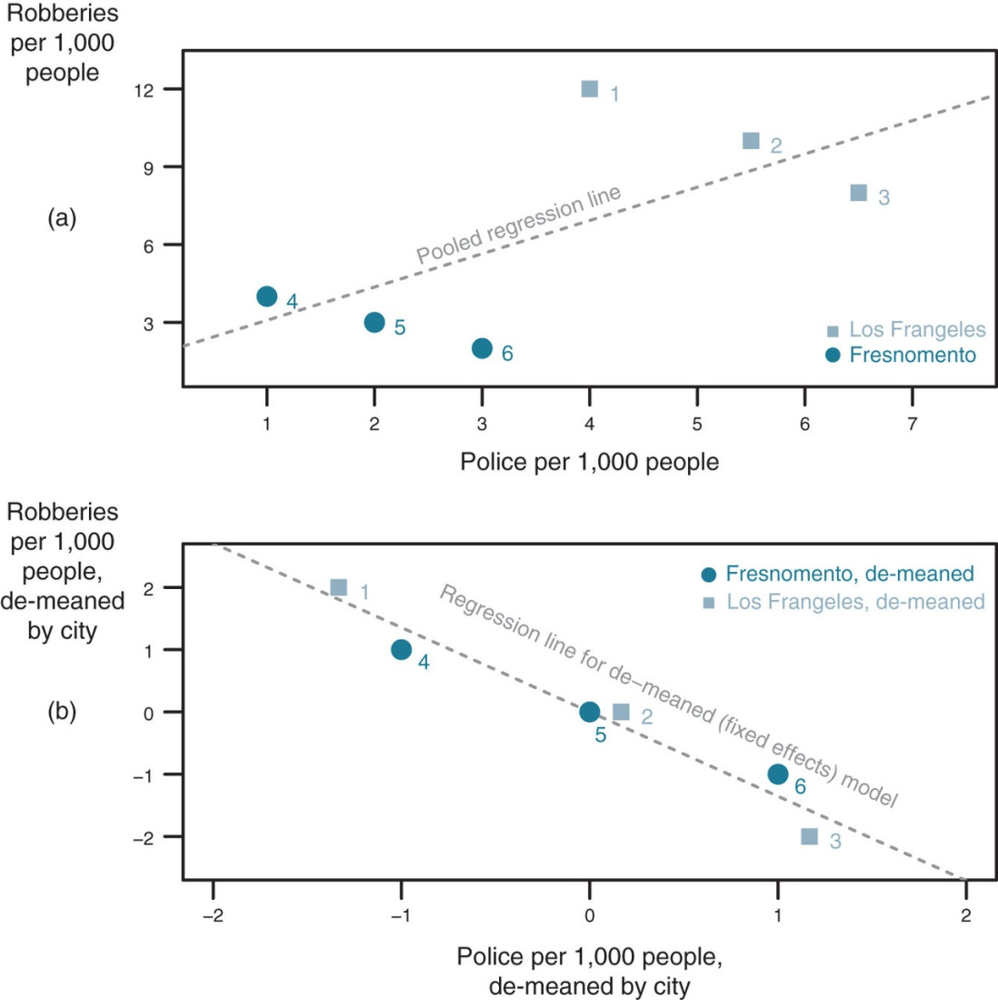 Robberies
per 1,000
people
12
9
6
3
(a)
1
2
3
Pooled regression line
4
5
6
Los Frangeles
Fresnomento
1
2
3
4
5
6
7
Police per 1,000 people
Robberies
per 1,000
people,
de-meaned
by city
2
1
0
−1
−2
(b)
Fresnomento, de-meaned
Los Frangeles, de-meaned
1
4
Regression line for de–meaned (fixed effects) model
2
5
6
3
−2
−1
0
1
2
Police per 1,000 people,
de-meaned by city